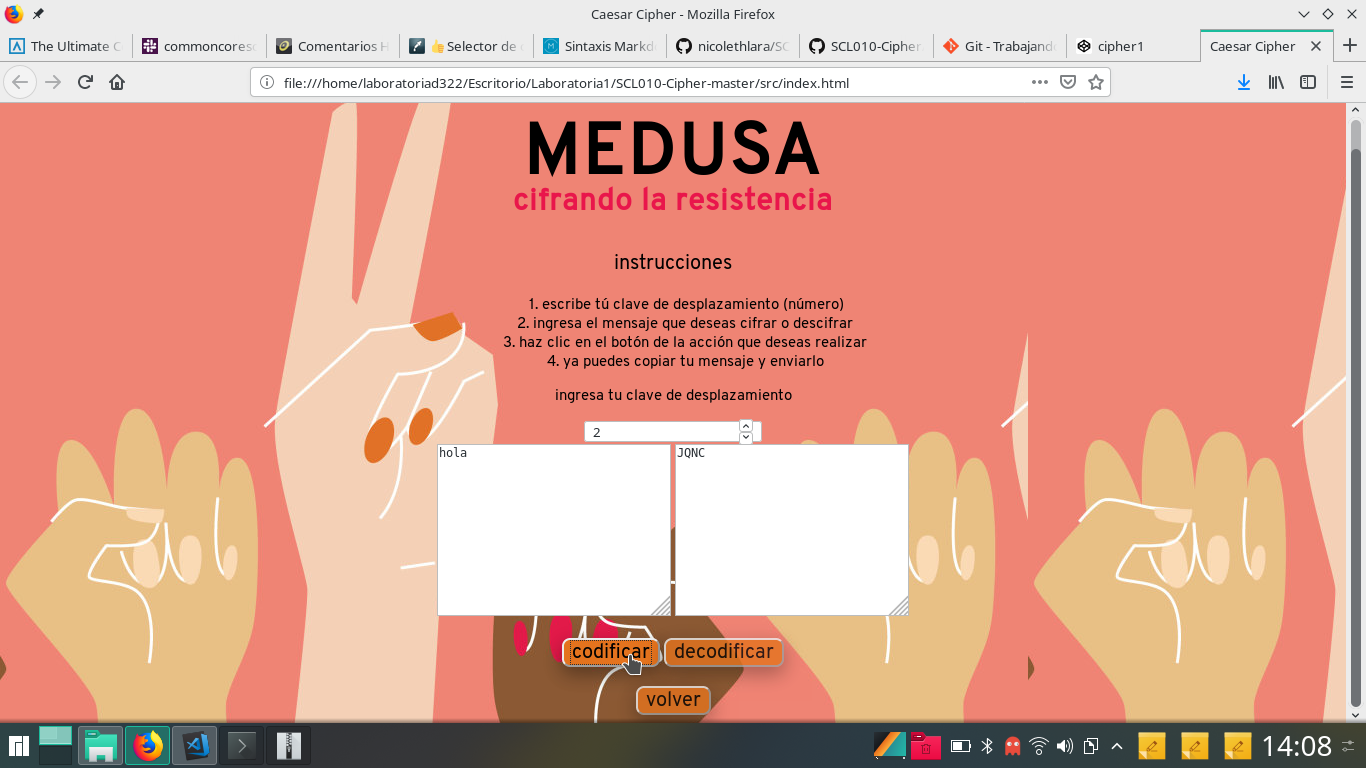 Caesar Cipher - Mozilla Firefox
The Ultimate C
commoncoresc
Comentarios H
👍Selector de c
Sintaxis Markdo
nicolethlara/SC
SCL010-Cipher
Git - Trabajando
cipher1
Caesar Cipher
file:///home/laboratoriad322/Escritorio/Laboratoria1/SCL010-Cipher-master/src/index.html
MEDUSA
cifrando la resistencia
instrucciones
1. escribe tú clave de desplazamiento (número)
2. ingresa el mensaje que deseas cifrar o descifrar
3. haz clic en el botón de la acción que deseas realizar
4. ya puedes copiar tu mensaje y enviarlo
ingresa tu clave de desplazamiento
2
hola
JQNC
codificar
decodificar
volver
14:08